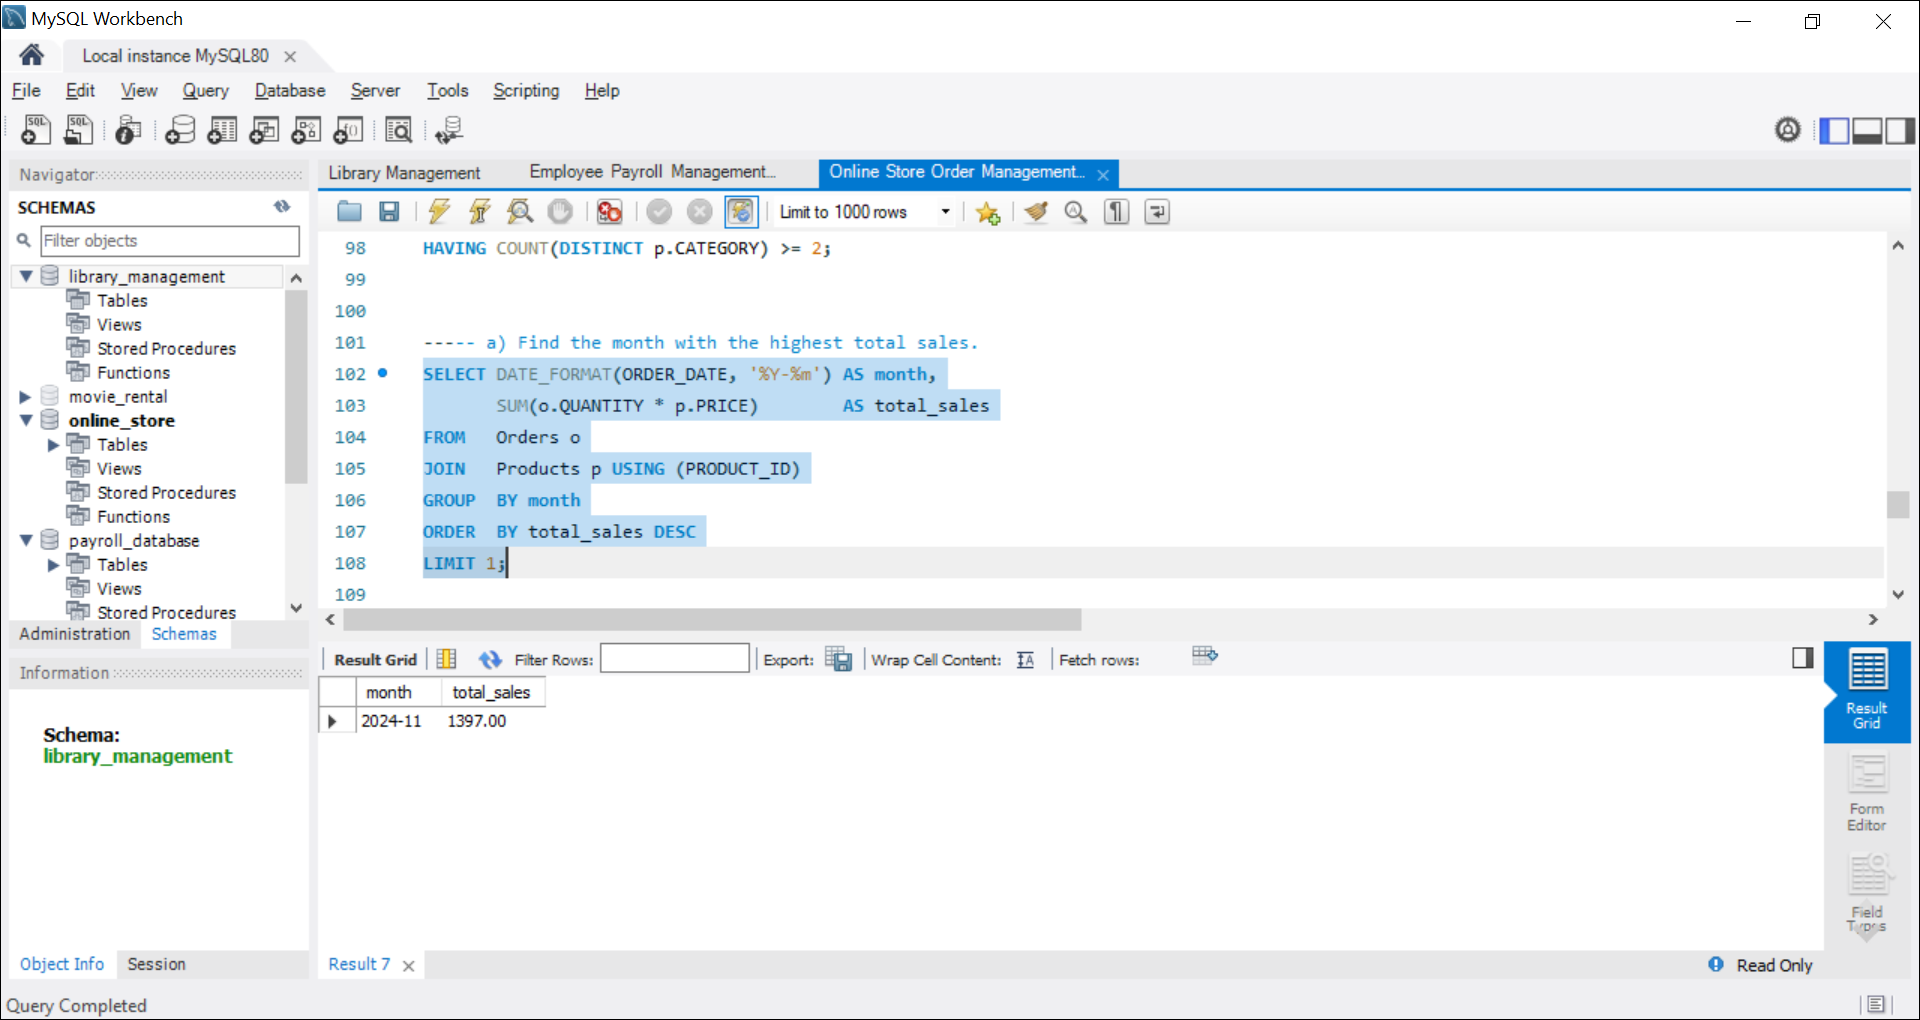 MySQL Workbench
Local instance MySQL80
File Edit View Query Database Server Tools Scripting Help
SQL SQL
Navigator
SCHEMAS
Filter objects
library_management
Tables
Views
Stored Procedures
Functions
movie_rental
online_store
Tables
Views
Stored Procedures
Functions
payroll_database
Tables
Views
Stored Procedures
Administration Schemas
Information
Schema:
library_management
Object Info Session
Library Management Employee Payroll Management... Online Store Order Management...
Limit to 1000 rows
98 HAVING COUNT(DISTINCT p.CATEGORY) >= 2;
99
100
101 ----- a) Find the month with the highest total sales.
102 SELECT DATE_FORMAT(ORDER_DATE, '%Y-%m') AS month,
103 SUM(o.QUANTITY * p.PRICE) AS total_sales
104 FROM Orders o
105 JOIN Products p USING (PRODUCT_ID)
106 GROUP BY month
107 ORDER BY total_sales DESC
108 LIMIT 1;
109
Result Grid Filter Rows: Export: Wrap Cell Content: Fetch rows:
month total_sales
2024-11 1397.00
Result
Grid
Form
Editor
Field
Types
Result 7
Read Only
Query Completed